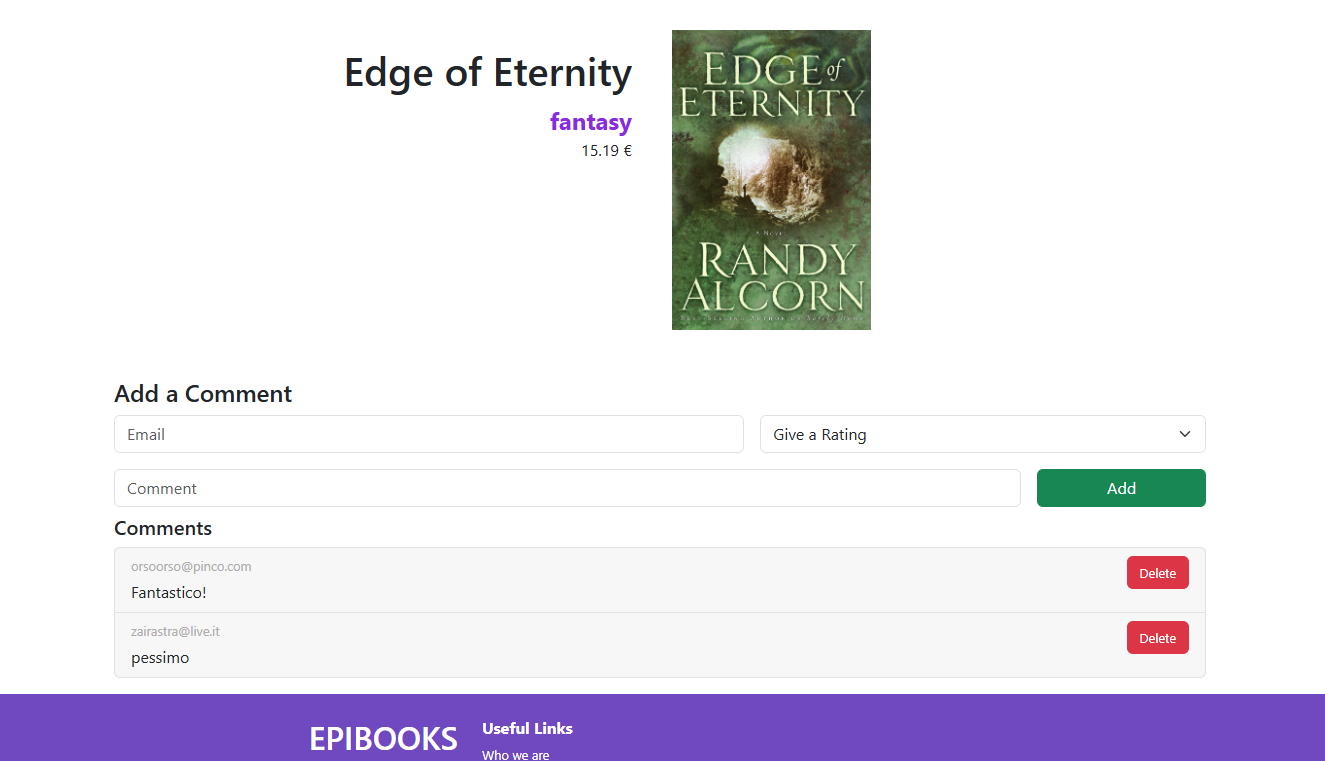 Edge of Eternity
fantasy
15.19 €
EDGE of
ETERNITY
A Novel
RANDY
ALCORN
Add a Comment
Email
Give a Rating
Comment
Add
Comments
orsoorso@pinco.com
Delete
Fantastico!
zairastra@live.it
Delete
pessimo
EPIBOOKS
Useful Links
Who we are